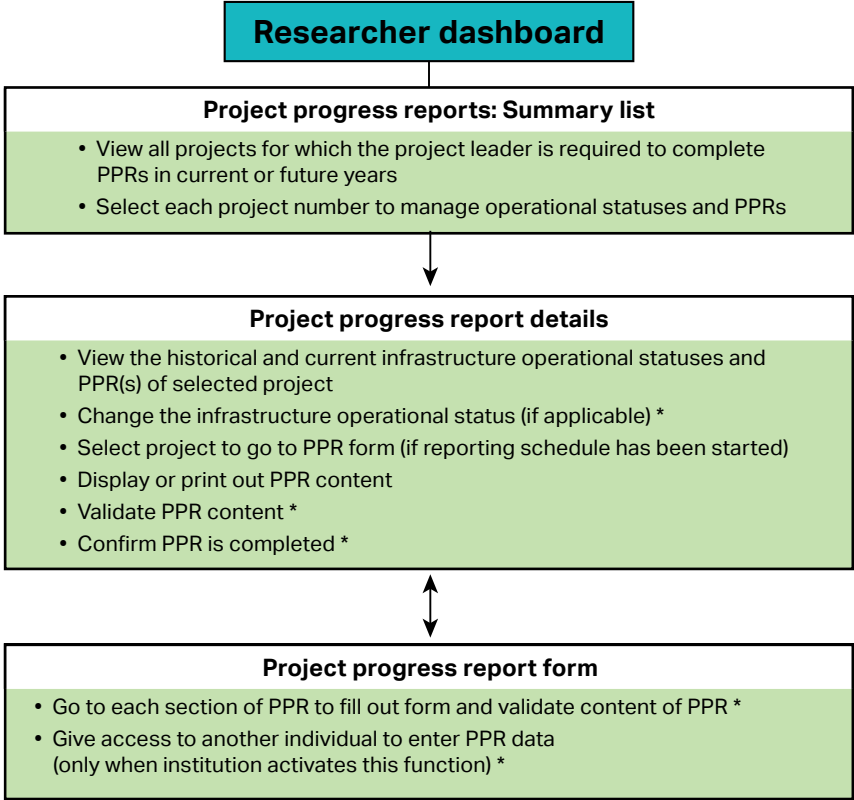 Researcher dashboard
Project progress reports: Summary list
• View all projects for which the project leader is required to complete
PPRs in current or future years
• Select each project number to manage operational statuses and PPRs
Project progress report details
• View the historical and current infrastructure operational statuses and
PPR(s) of selected project
• Change the infrastructure operational status (if applicable) *
• Select project to go to PPR form (if reporting schedule has been started)
• Display or print out PPR content
• Validate PPR content *
• Confirm PPR is completed *
Project progress report form
• Go to each section of PPR to fill out form and validate content of PPR *
• Give access to another individual to enter PPR data
(only when institution activates this function) *